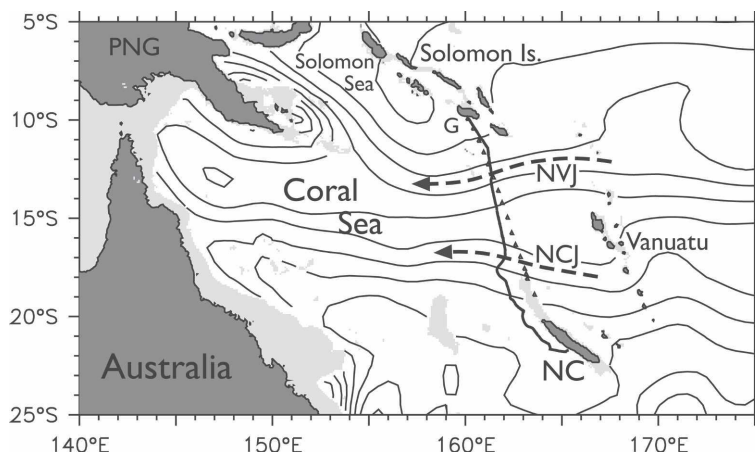 5°S
PNG
Solomon Is.
Solomon
Sea
10°S
G
Coral
NVJ
15°S
Sea
NCJ
Vanuatu
20°S
Australia
NC
25°S
140°E
150°E
160°E
170°E